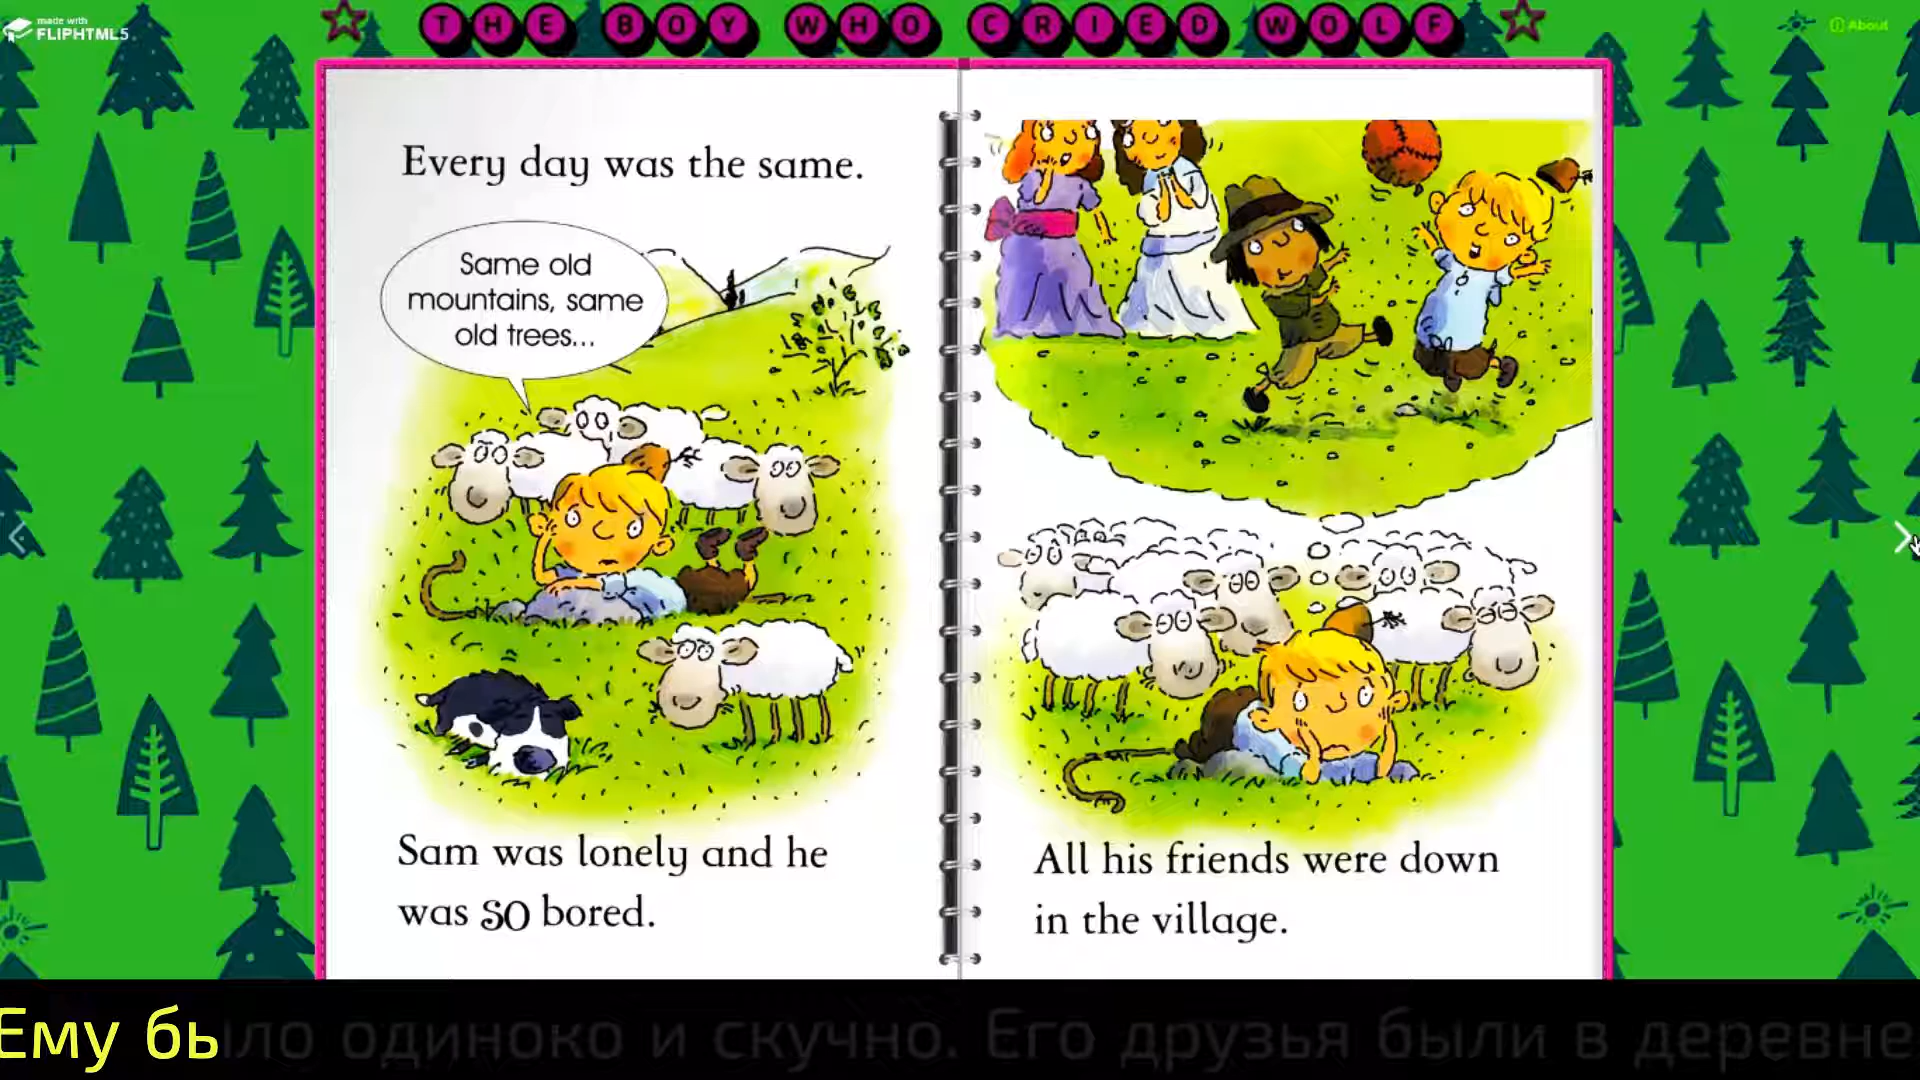 made with
FLIPHTML5
THE BOY WHO CRIED WOLF
About
Every day was the same.
Same old
mountains, same
old trees...
Sam was lonely and he
was so bored.
All his friends were down
in the village.
Ему было одиноко и скучно. Его друзья были в деревне